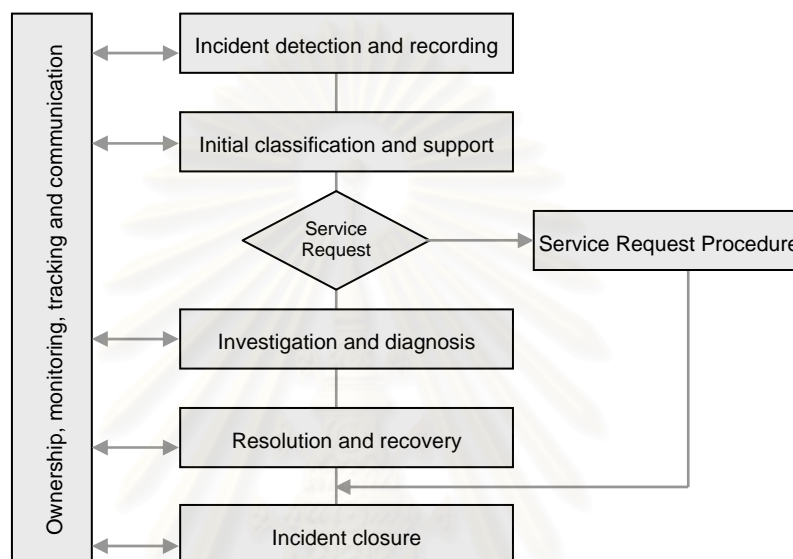 Ownership, monitoring, tracking and communication
Incident detection and recording
Initial classification and support
Service
Request
Service Request Procedure
Investigation and diagnosis
Resolution and recovery
Incident closure